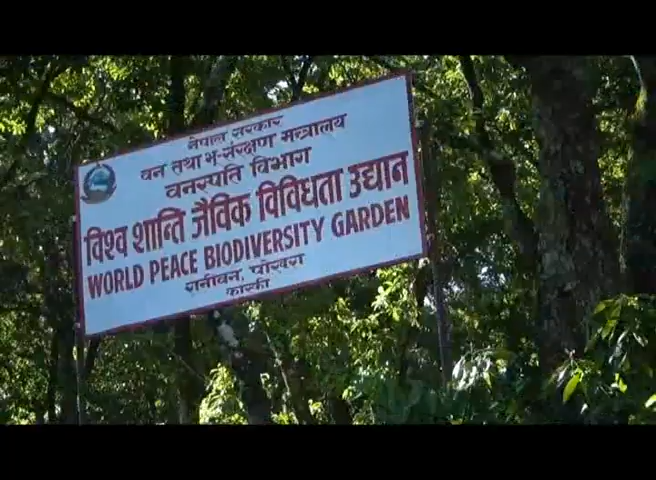 नेपाल सरकार
वन तथा भू-संरक्षण मन्त्रालय
वनस्पति विभाग
विश्व शान्ति जैविक विविधता उद्यान
WORLD PEACE BIODIVERSITY GARDEN
रानीवन, पोखरा
कास्की